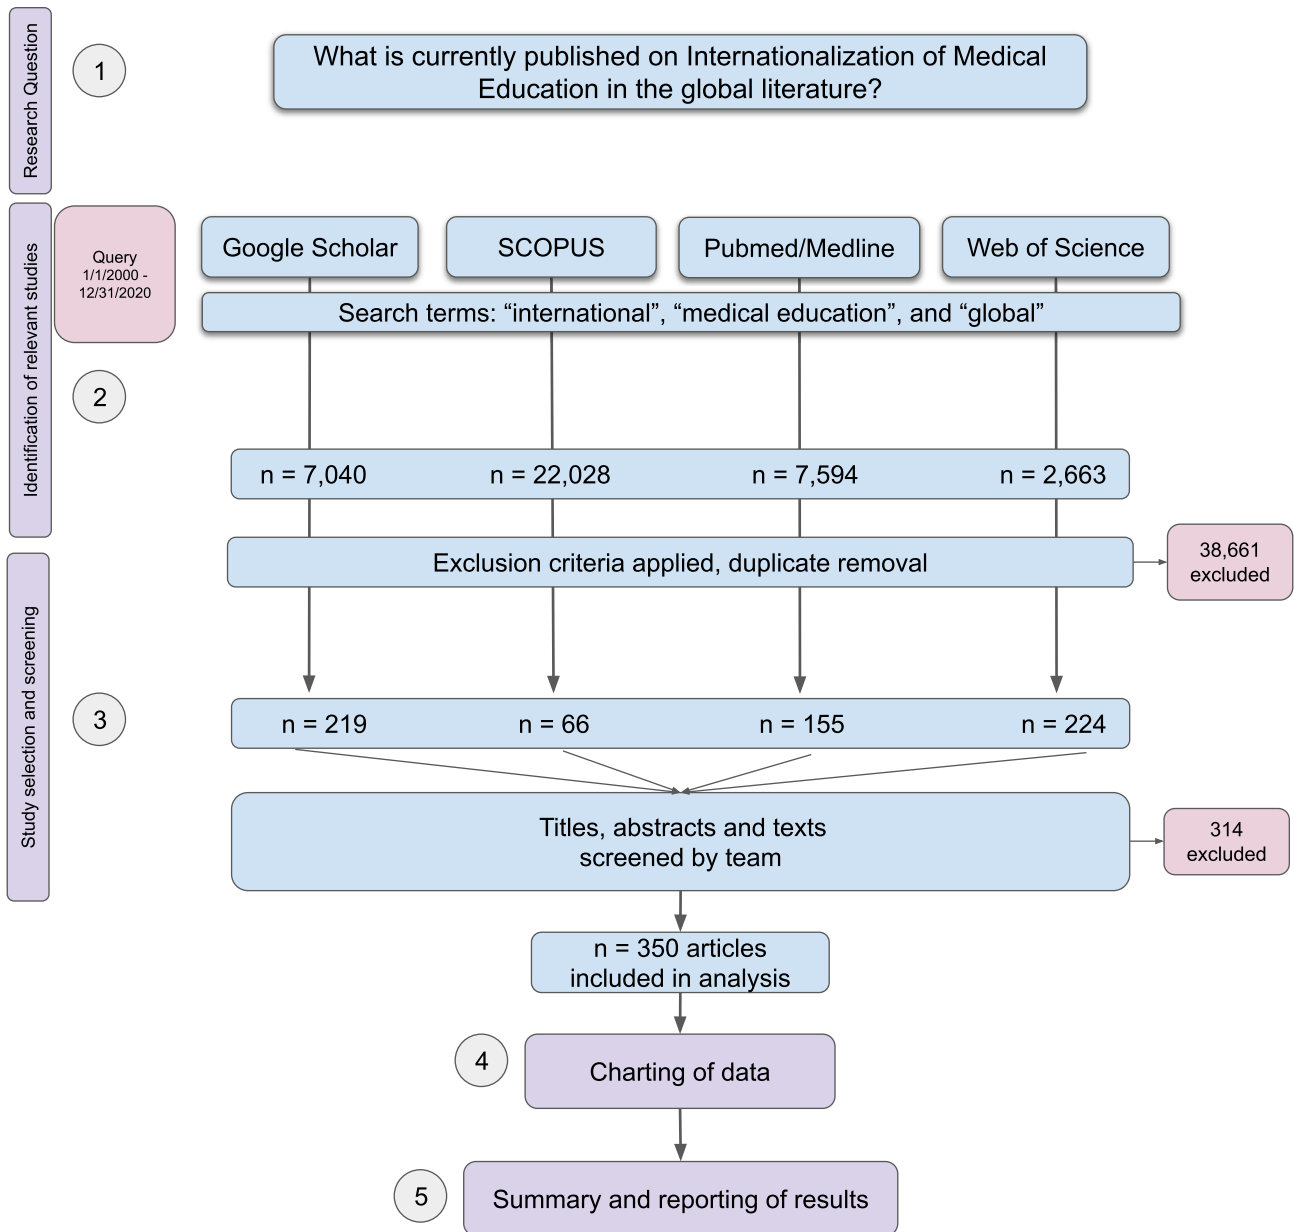 Research Question
1
What is currently published on Internationalization of Medical
Education in the global literature?
Identification of relevant studies
Query
1/1/2000 -
12/31/2020
2
Google Scholar
SCOPUS
Pubmed/Medline
Web of Science
Search terms: “international”, “medical education”, and “global”
n = 7,040
n = 22,028
n = 7,594
n = 2,663
Exclusion criteria applied, duplicate removal
38,661
excluded
Study selection and screening
3
n = 219
n = 66
n = 155
n = 224
Titles, abstracts and texts
screened by team
314
excluded
n = 350 articles
included in analysis
4
Charting of data
5
Summary and reporting of results